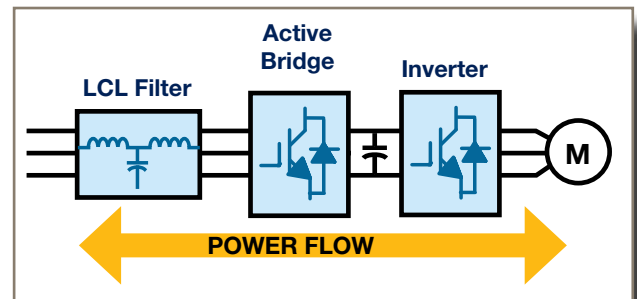 Active
Bridge
LCL Filter
Inverter
M
POWER FLOW